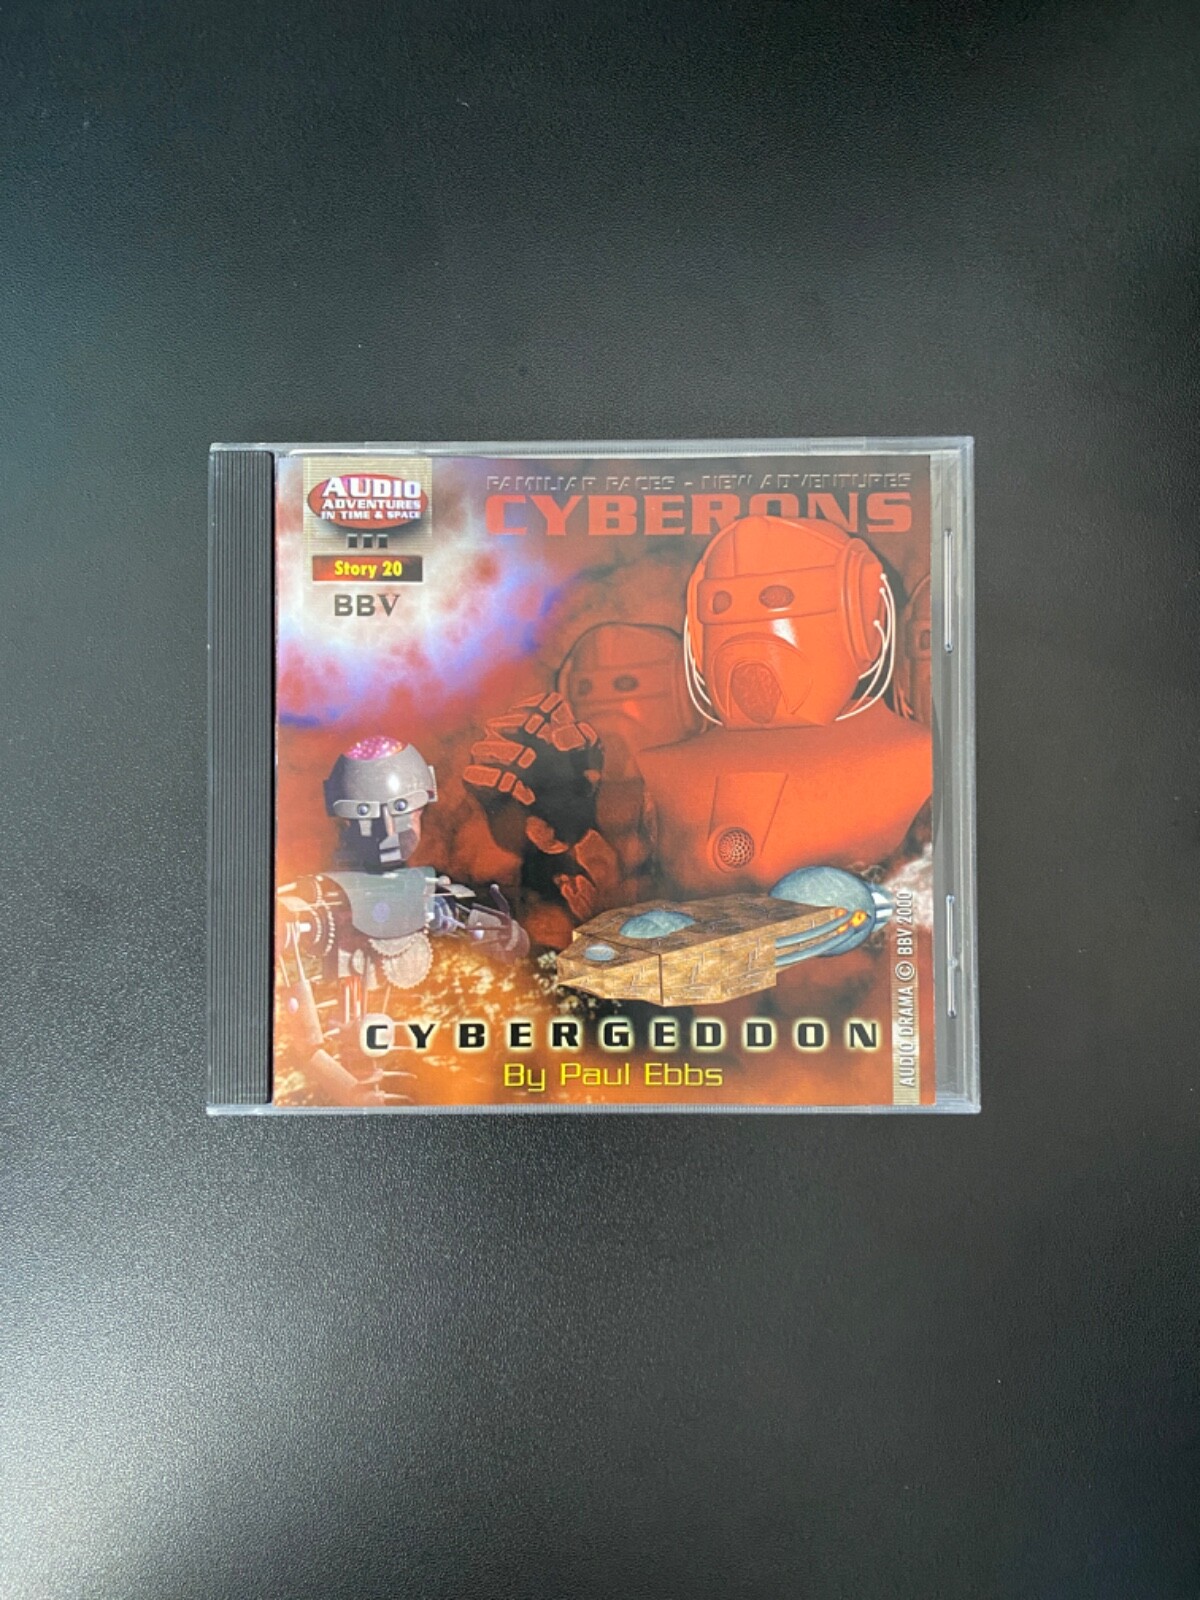 AUDIO
ADVENTURES
IN TIME & SPACE
Story 20
BBV
FAMILIAR FACES - NEW ADVENTURES
CYBERONS
CYBERGEDDON
By Paul Ebbs
AUDIO DRAMA © BBV 2000